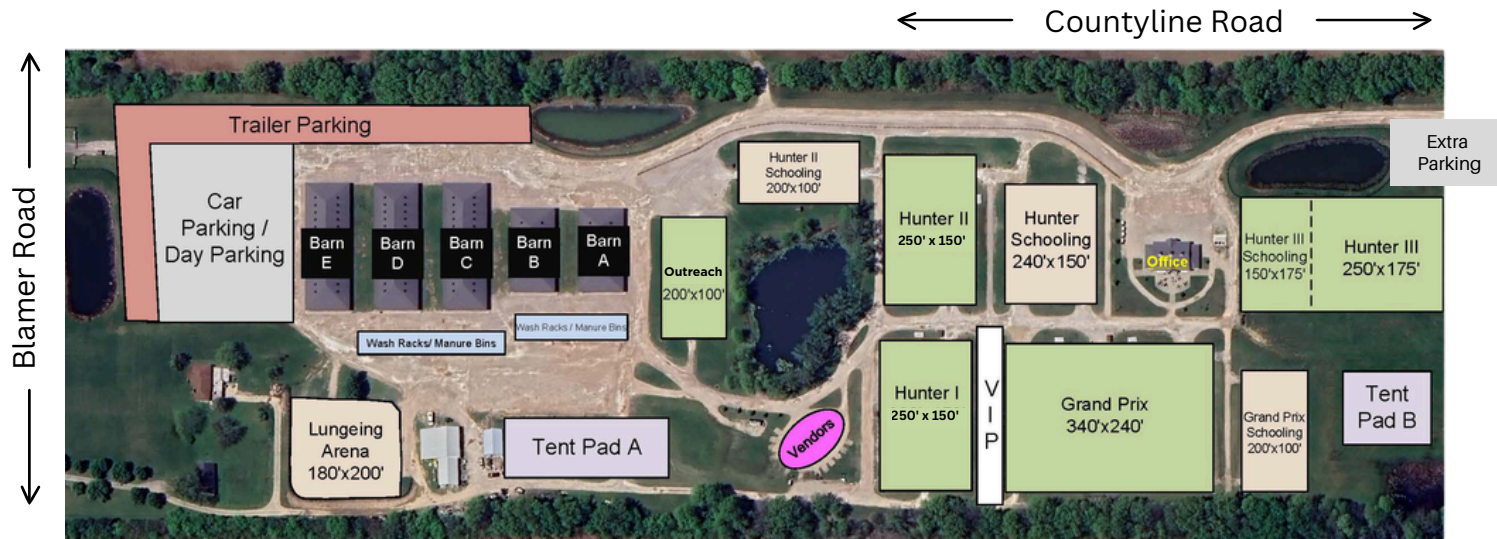 Countyline Road
Blamer Road
Trailer Parking
Extra
Parking
Car
Parking /
Day Parking
Barn
E
Barn
D
Barn
C
Barn
B
Barn
A
Outreach
200'x100'
Hunter II
Schooling
200'x100'
Hunter II
250' x 150'
Hunter
Schooling
240'x150'
Office
Hunter III
Schooling
150'x175'
Hunter III
250'x175'
Wash Racks / Manure Bins
Wash Racks/ Manure Bins
Lungeing
Arena
180'x200'
Tent Pad A
Vendors
Hunter I
250' x 150'
VIP
Grand Prix
340'x240'
Grand Prix
Schooling
200'x100'
Tent
Pad B